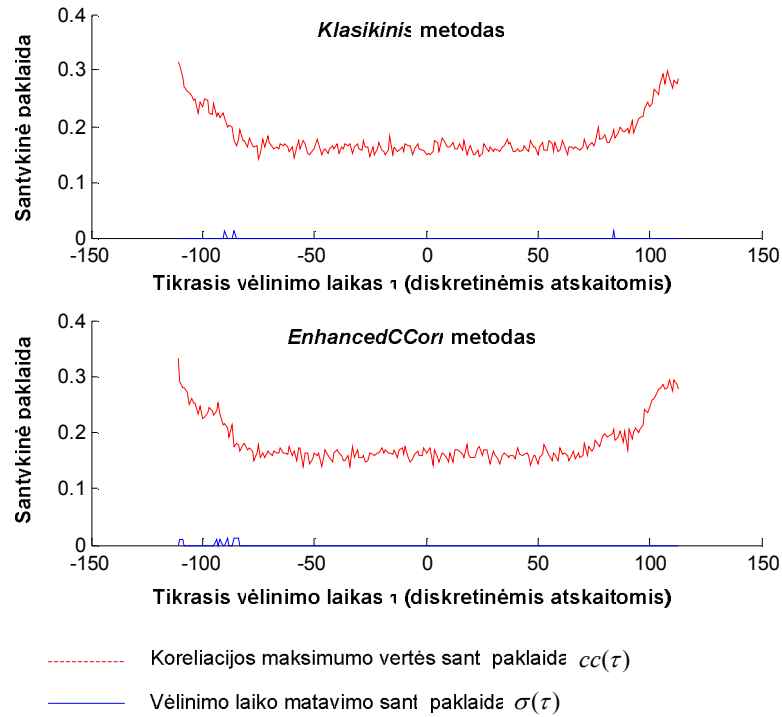 Klasikinis metodas
0.4
0.3
0.2
0.1
0
Santykinė paklaida
-150 -100 -50 0 50 100 150
Tikrasis vėlinimo laikas τ (diskretinėmis atskaitomis)
EnhancedCCorr metodas
0.4
0.3
0.2
0.1
0
Santykinė paklaida
-150 -100 -50 0 50 100 150
Tikrasis vėlinimo laikas τ (diskretinėmis atskaitomis)
Koreliacijos maksimumo vertės sant paklaida cc(τ)
Vėlinimo laiko matavimo sant paklaida σ(τ)